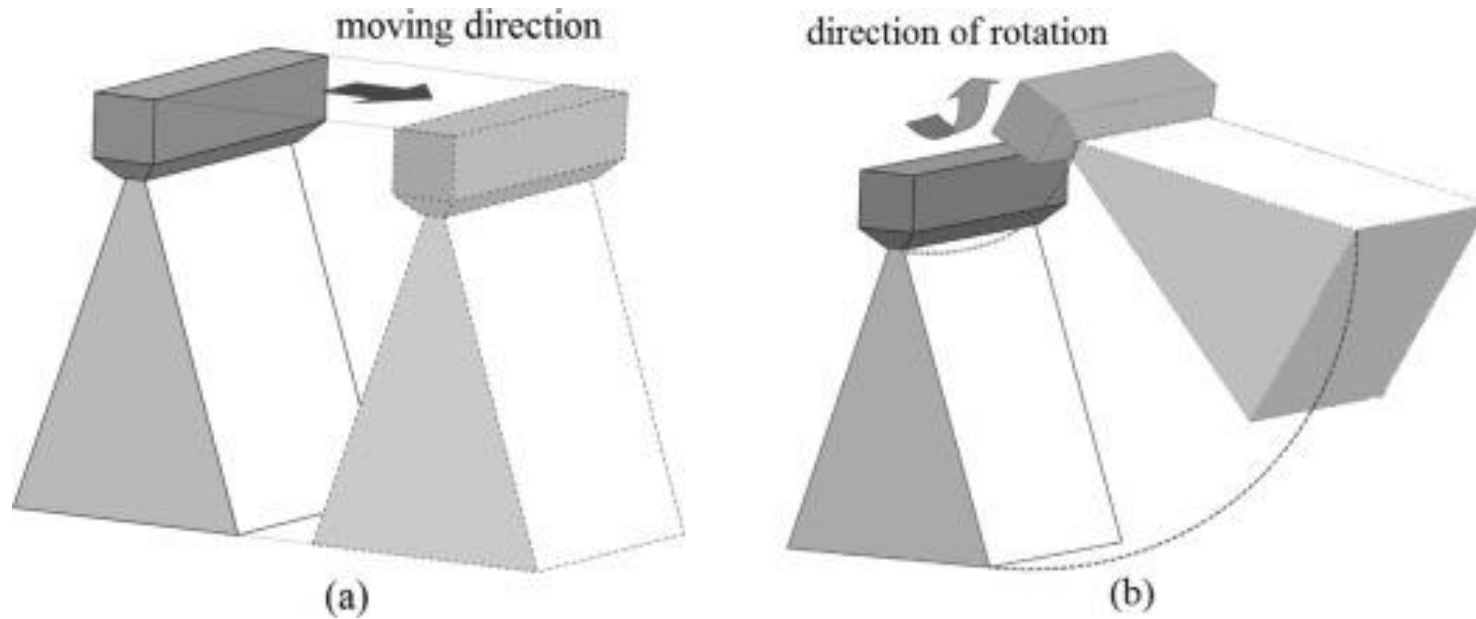 moving direction
direction of rotation
(a)
(b)